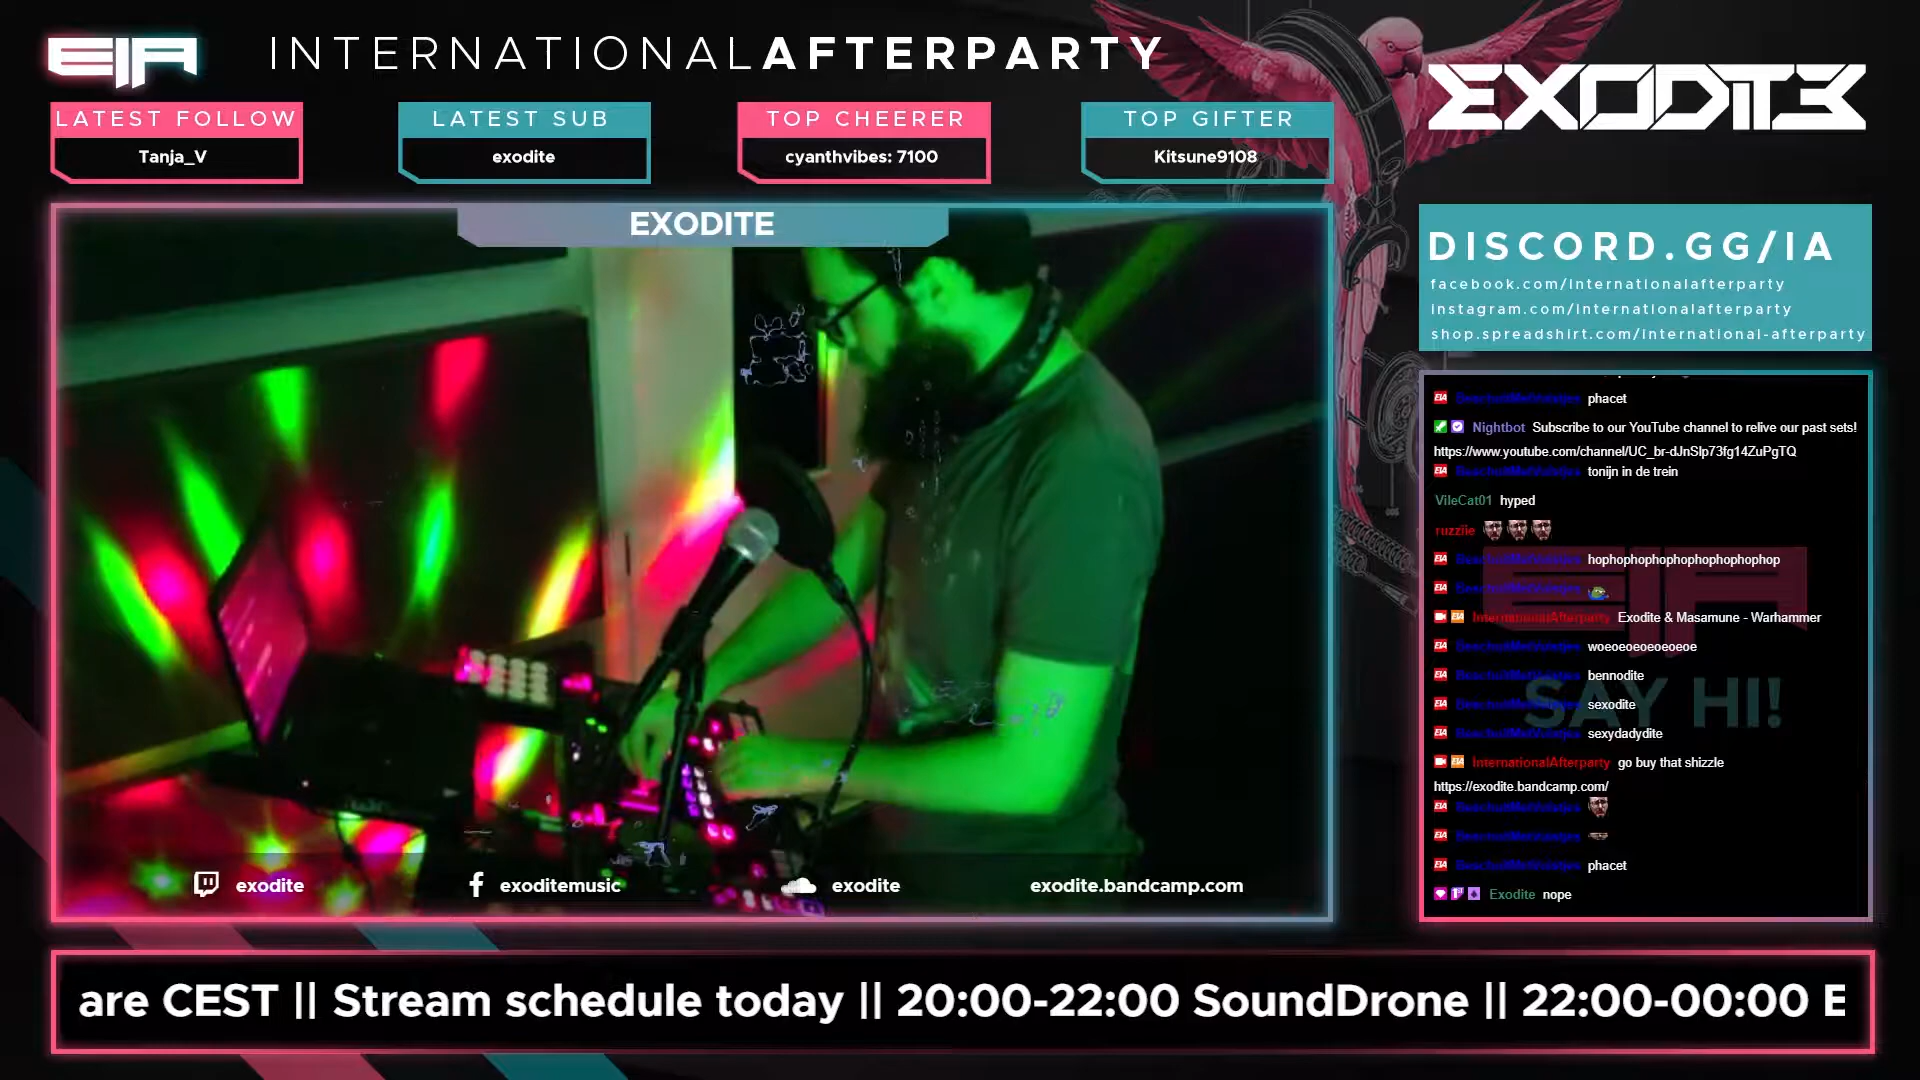 EIA
INTERNATIONALAFTERPARTY
EXODITE
LATEST FOLLOW
Tanja_V
LATEST SUB
exodite
TOP CHEERER
cyanthvibes: 7100
TOP GIFTER
Kitsune9108
EXODITE
exodite
exoditemusic
exodite
exodite.bandcamp.com
DISCORD.GG/IA
facebook.com/internationalafterparty
instagram.com/internationalafterparty
shop.spreadshirt.com/international-afterparty
phacet
Nightbot Subscribe to our YouTube channel to relive our past sets!
https://www.youtube.com/channel/UC_br-dJnSlp73fg14ZuPgTQ
tonijn in de trein
VileCat01 hyped
ruzziie
hophophophophophophophophop
InternationalAfterparty Exodite & Masamune - Warhammer
woeoeoeoeoeoeoe
bennodite
sexodite
SAY HI!
sexydadydite
InternationalAfterparty go buy that shizzle
https://exodite.bandcamp.com/
phacet
Exodite nope
are CEST || Stream schedule today || 20:00-22:00 SoundDrone || 22:00-00:00 E